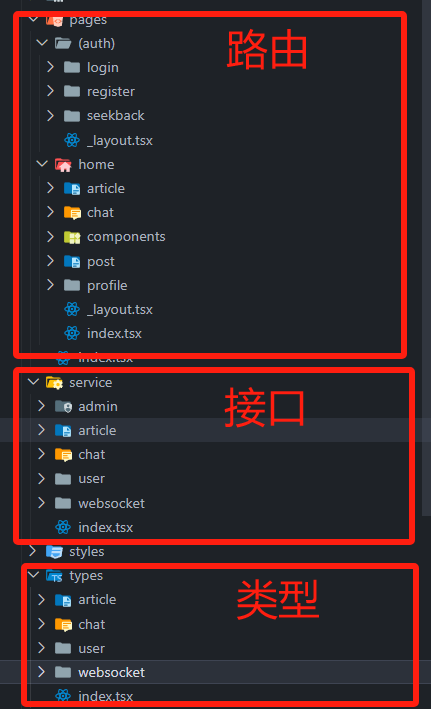 pages
路由
(auth)
login
register
seekback
_layout.tsx
home
article
chat
components
post
profile
_layout.tsx
index.tsx
index.tsx
service
接口
admin
article
chat
user
websocket
index.tsx
styles
types
类型
article
chat
user
websocket
index.tsx